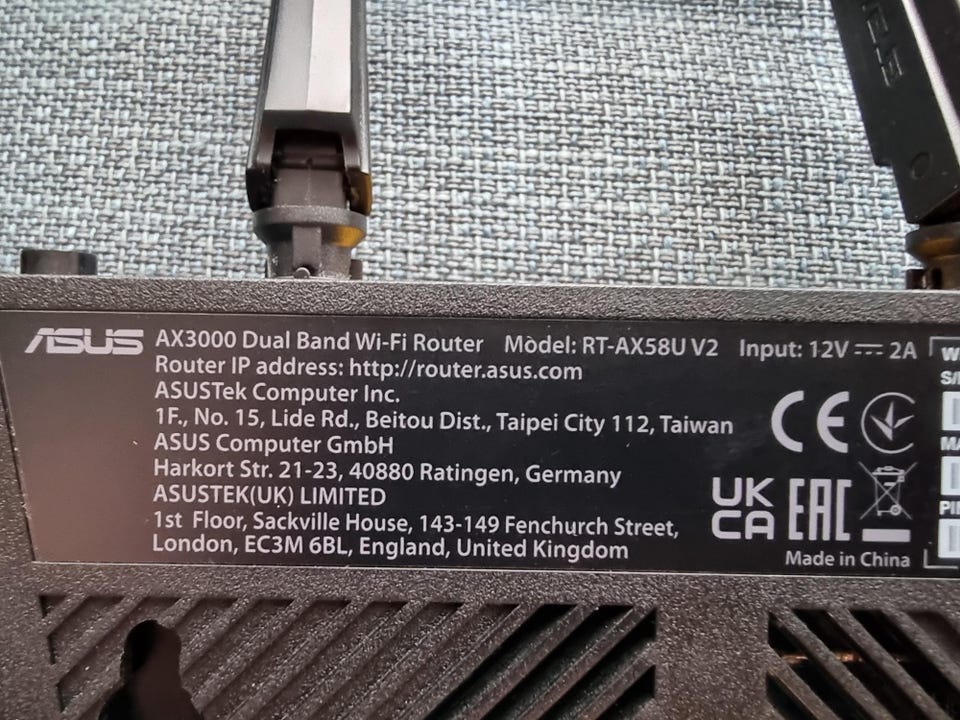 ASUS AX3000 Dual Band Wi-Fi Router Model: RT-AX58U V2 Input: 12V ⎓ 2A
Router IP address: http://router.asus.com
ASUSTek Computer Inc.
1F., No. 15, Lide Rd., Beitou Dist., Taipei City 112, Taiwan
ASUS Computer GmbH
Harkort Str. 21-23, 40880 Ratingen, Germany
ASUSTEK(UK) LIMITED
1st Floor, Sackville House, 143-149 Fenchurch Street,
London, EC3M 6BL, England, United Kingdom
CE
UK
CA
EAC
Made in China
PIN